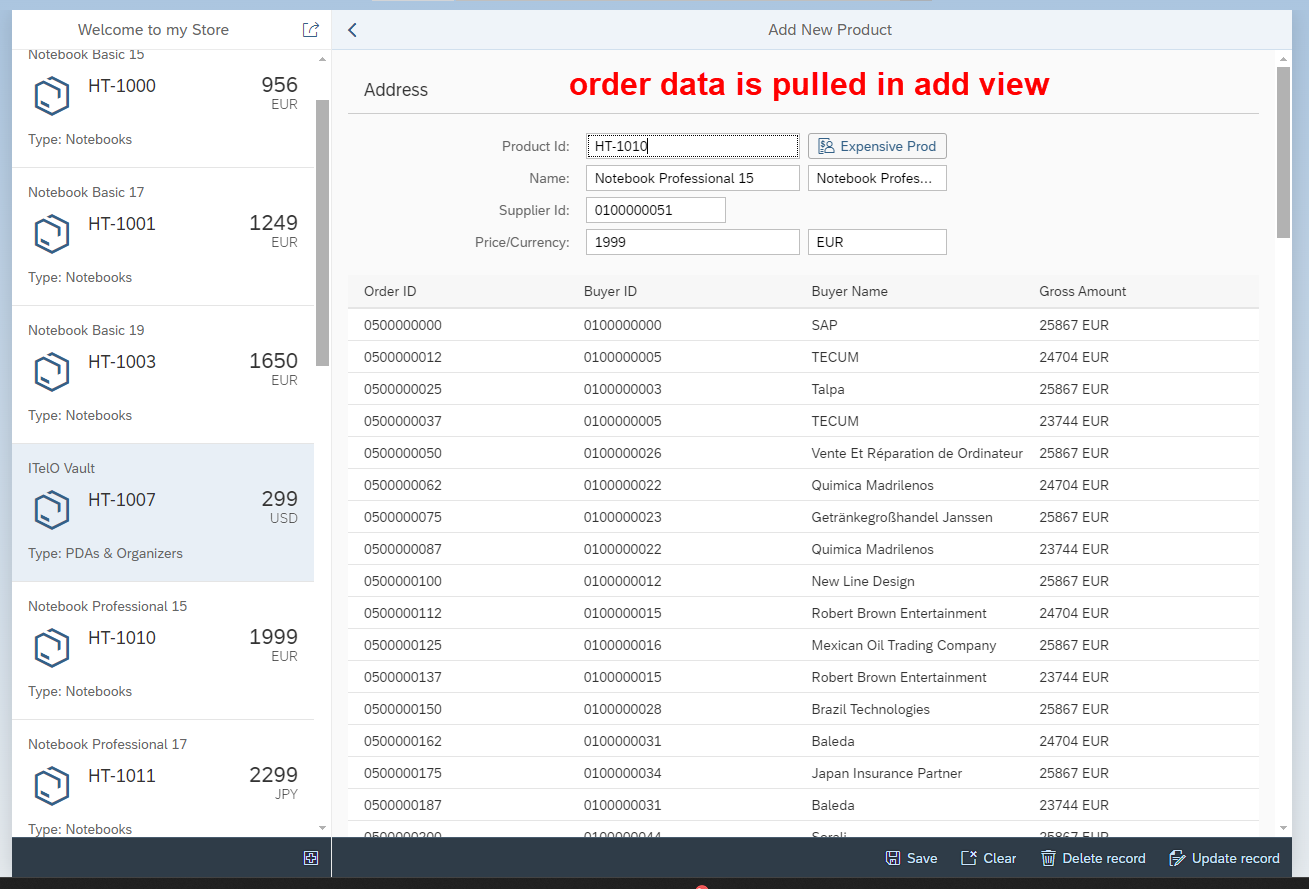 Welcome to my Store
Notebook Basic 15
HT-1000 956
EUR
Type: Notebooks
Notebook Basic 17
HT-1001 1249
EUR
Type: Notebooks
Notebook Basic 19
HT-1003 1650
EUR
Type: Notebooks
ITelO Vault
HT-1007 299
USD
Type: PDAs & Organizers
Notebook Professional 15
HT-1010 1999
EUR
Type: Notebooks
Notebook Professional 17
HT-1011 2299
JPY
Type: Notebooks
Add New Product
Address order data is pulled in add view
Product Id: HT-1010 Expensive Prod
Name: Notebook Professional 15 Notebook Profes...
Supplier Id: 0100000051
Price/Currency: 1999 EUR
Order ID Buyer ID Buyer Name Gross Amount
0500000000 0100000000 SAP 25867 EUR
0500000012 0100000005 TECUM 24704 EUR
0500000025 0100000003 Talpa 25867 EUR
0500000037 0100000005 TECUM 23744 EUR
0500000050 0100000026 Vente Et Réparation de Ordinateur 25867 EUR
0500000062 0100000022 Quimica Madrilenos 24704 EUR
0500000075 0100000023 Getränkegroßhandel Janssen 25867 EUR
0500000087 0100000022 Quimica Madrilenos 23744 EUR
0500000100 0100000012 New Line Design 25867 EUR
0500000112 0100000015 Robert Brown Entertainment 24704 EUR
0500000125 0100000016 Mexican Oil Trading Company 25867 EUR
0500000137 0100000015 Robert Brown Entertainment 23744 EUR
0500000150 0100000028 Brazil Technologies 25867 EUR
0500000162 0100000031 Baleda 24704 EUR
0500000175 0100000034 Japan Insurance Partner 25867 EUR
0500000187 0100000031 Baleda 23744 EUR
Save Clear Delete record Update record